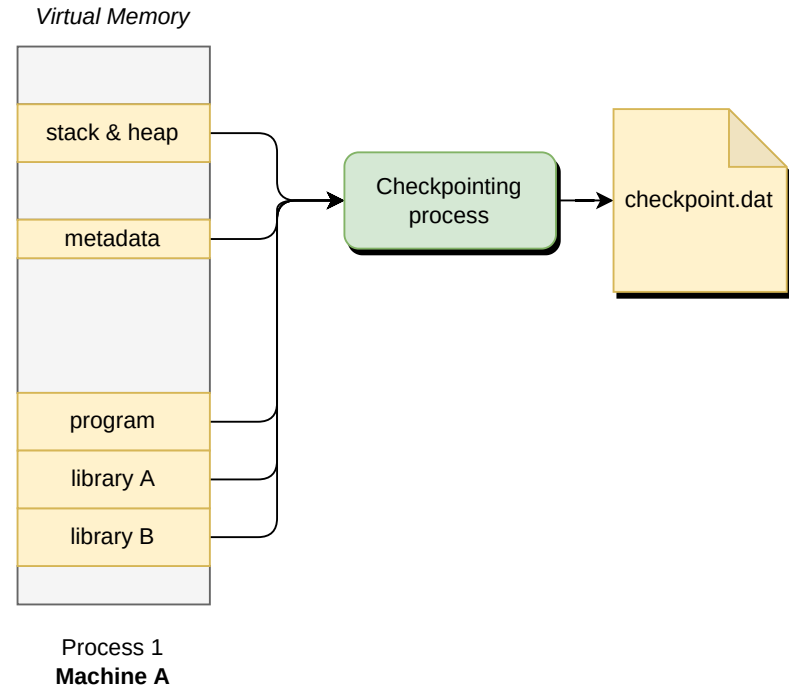 Virtual Memory
stack & heap
metadata
program
library A
library B
Process 1
Machine A
Checkpointing
process
checkpoint.dat